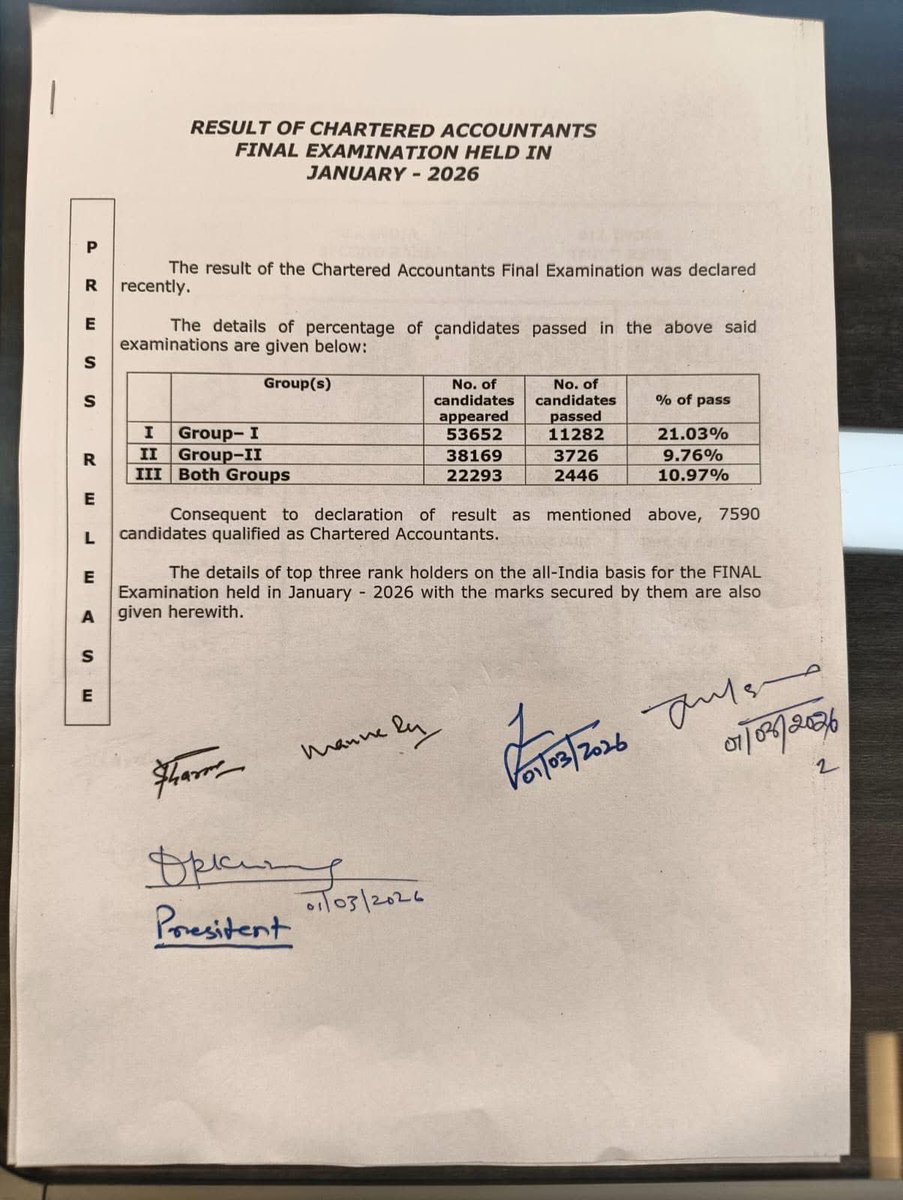 RESULT OF CHARTERED ACCOUNTANTS
FINAL EXAMINATION HELD IN
JANUARY - 2026
PRESS RELEASE
The result of the Chartered Accountants Final Examination was declared
recently.
The details of percentage of candidates passed in the above said
examinations are given below:
Group(s) No. of candidates appeared No. of candidates passed % of pass
I Group– I 53652 11282 21.03%
II Group–II 38169 3726 9.76%
III Both Groups 22293 2446 10.97%
Consequent to declaration of result as mentioned above, 7590
candidates qualified as Chartered Accountants.
The details of top three rank holders on the all-India basis for the FINAL
Examination held in January - 2026 with the marks secured by them are also
given herewith.
01/03/2026
01/03/2026
2
01/03/2026
President